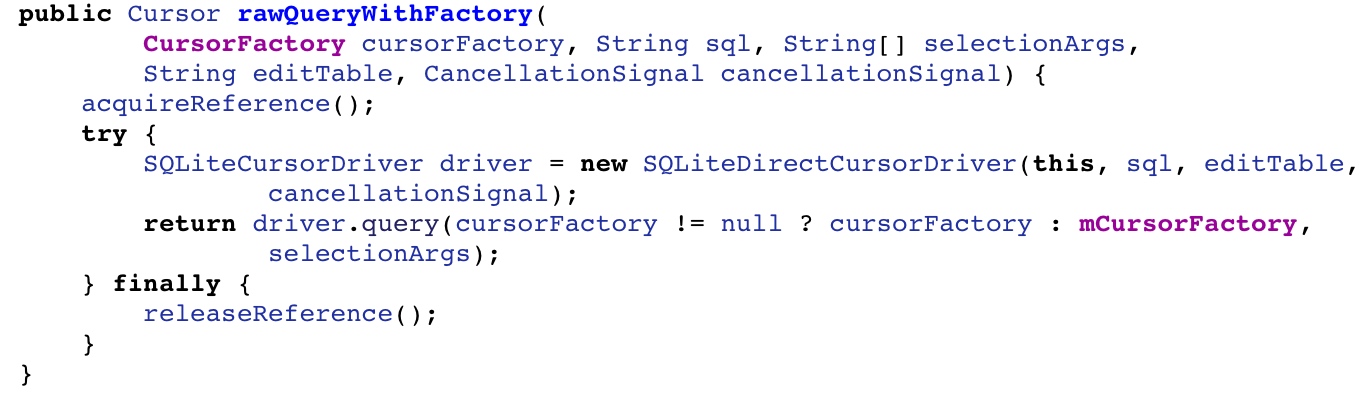 public Cursor rawQueryWithFactory(
        CursorFactory cursorFactory, String sql, String[] selectionArgs,
        String editTable, CancellationSignal cancellationSignal) {
    acquireReference();
    try {
        SQLiteCursorDriver driver = new SQLiteDirectCursorDriver(this, sql, editTable,
                cancellationSignal);
        return driver.query(cursorFactory != null ? cursorFactory : mCursorFactory,
                selectionArgs);
    } finally {
        releaseReference();
    }
}